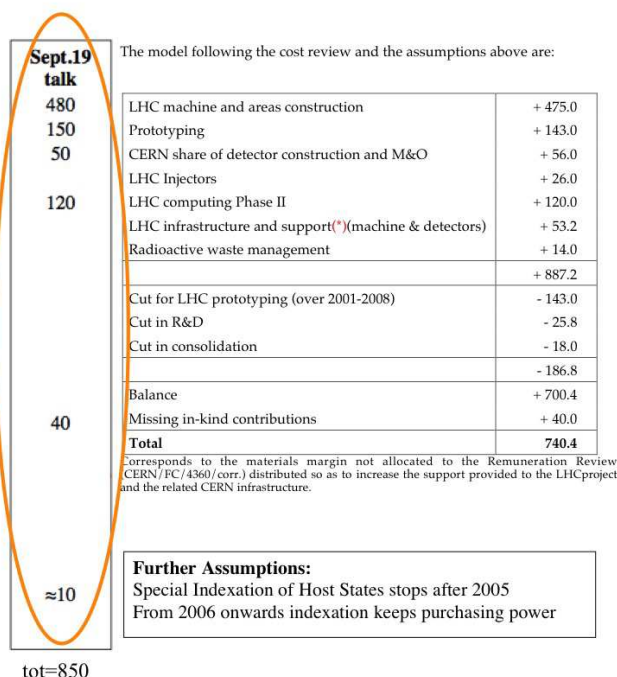 Sept.19
talk
480
150
50
120
40
≈10
tot=850
The model following the cost review and the assumptions above are:
LHC machine and areas construction + 475.0
Prototyping + 143.0
CERN share of detector construction and M&O + 56.0
LHC Injectors + 26.0
LHC computing Phase II + 120.0
LHC infrastructure and support(*)(machine & detectors) + 53.2
Radioactive waste management + 14.0
+ 887.2
Cut for LHC prototyping (over 2001-2008) - 143.0
Cut in R&D - 25.8
Cut in consolidation - 18.0
- 186.8
Balance + 700.4
Missing in-kind contributions + 40.0
Total 740.4
Corresponds to the materials margin not allocated to the Remuneration Review
(CERN/FC/4360/corr.) distributed so as to increase the support provided to the LHCproject
and the related CERN infrastructure.
Further Assumptions:
Special Indexation of Host States stops after 2005
From 2006 onwards indexation keeps purchasing power